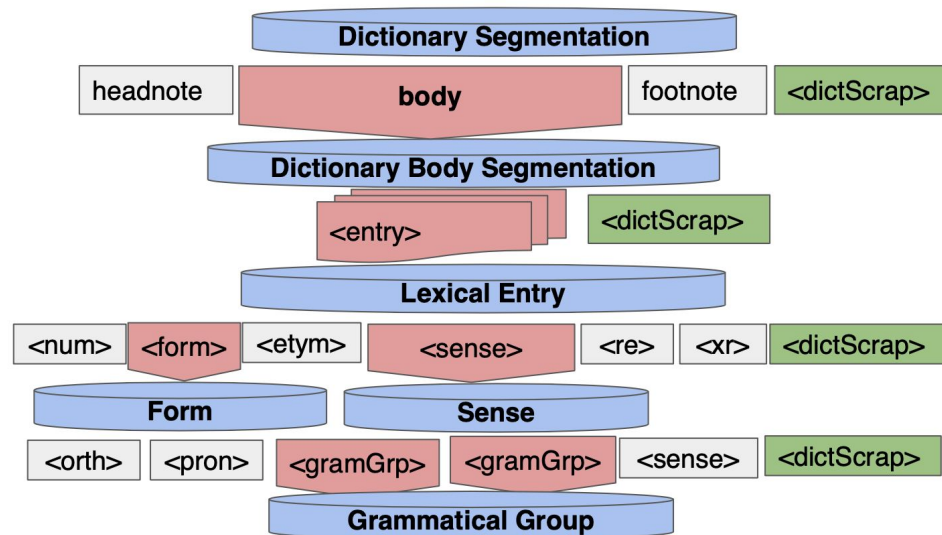 Dictionary Segmentation
headnote body footnote <dictScrap>
Dictionary Body Segmentation
<entry> <dictScrap>
Lexical Entry
<num> <form> <etym> <sense> <re> <xr> <dictScrap>
Form Sense
<orth> <pron> <gramGrp> <gramGrp> <sense> <dictScrap>
Grammatical Group